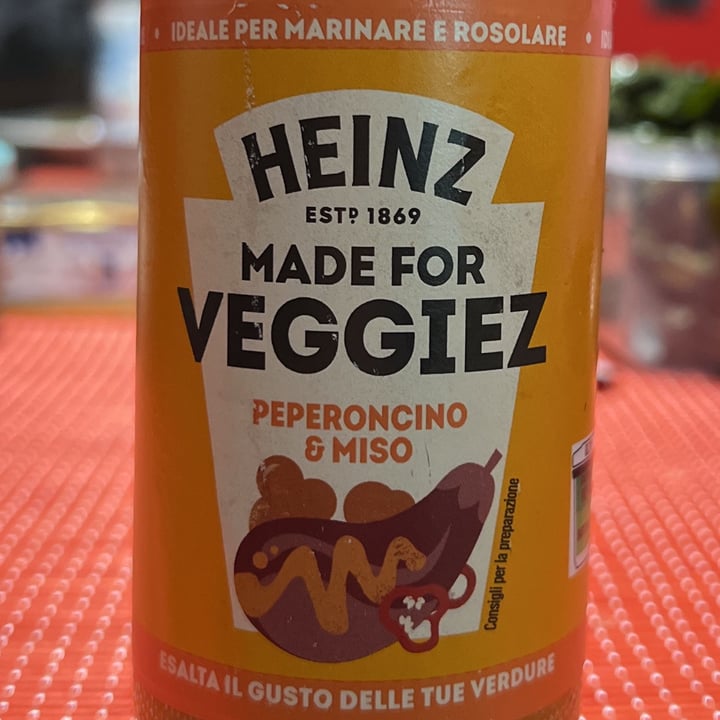 • IDEALE PER MARINARE E ROSOLARE •
HEINZ
ESTD 1869
MADE FOR
VEGGIEZ
PEPERONCINO
& MISO
Consigli per la preparazione
ESALTA IL GUSTO DELLE TUE VERDURE